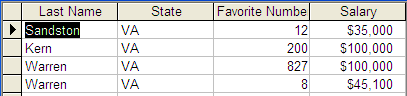 Last Name State Favorite Numbe Salary
Sandston VA 12 $35,000
Kern VA 200 $100,000
Warren VA 827 $100,000
Warren VA 8 $45,100